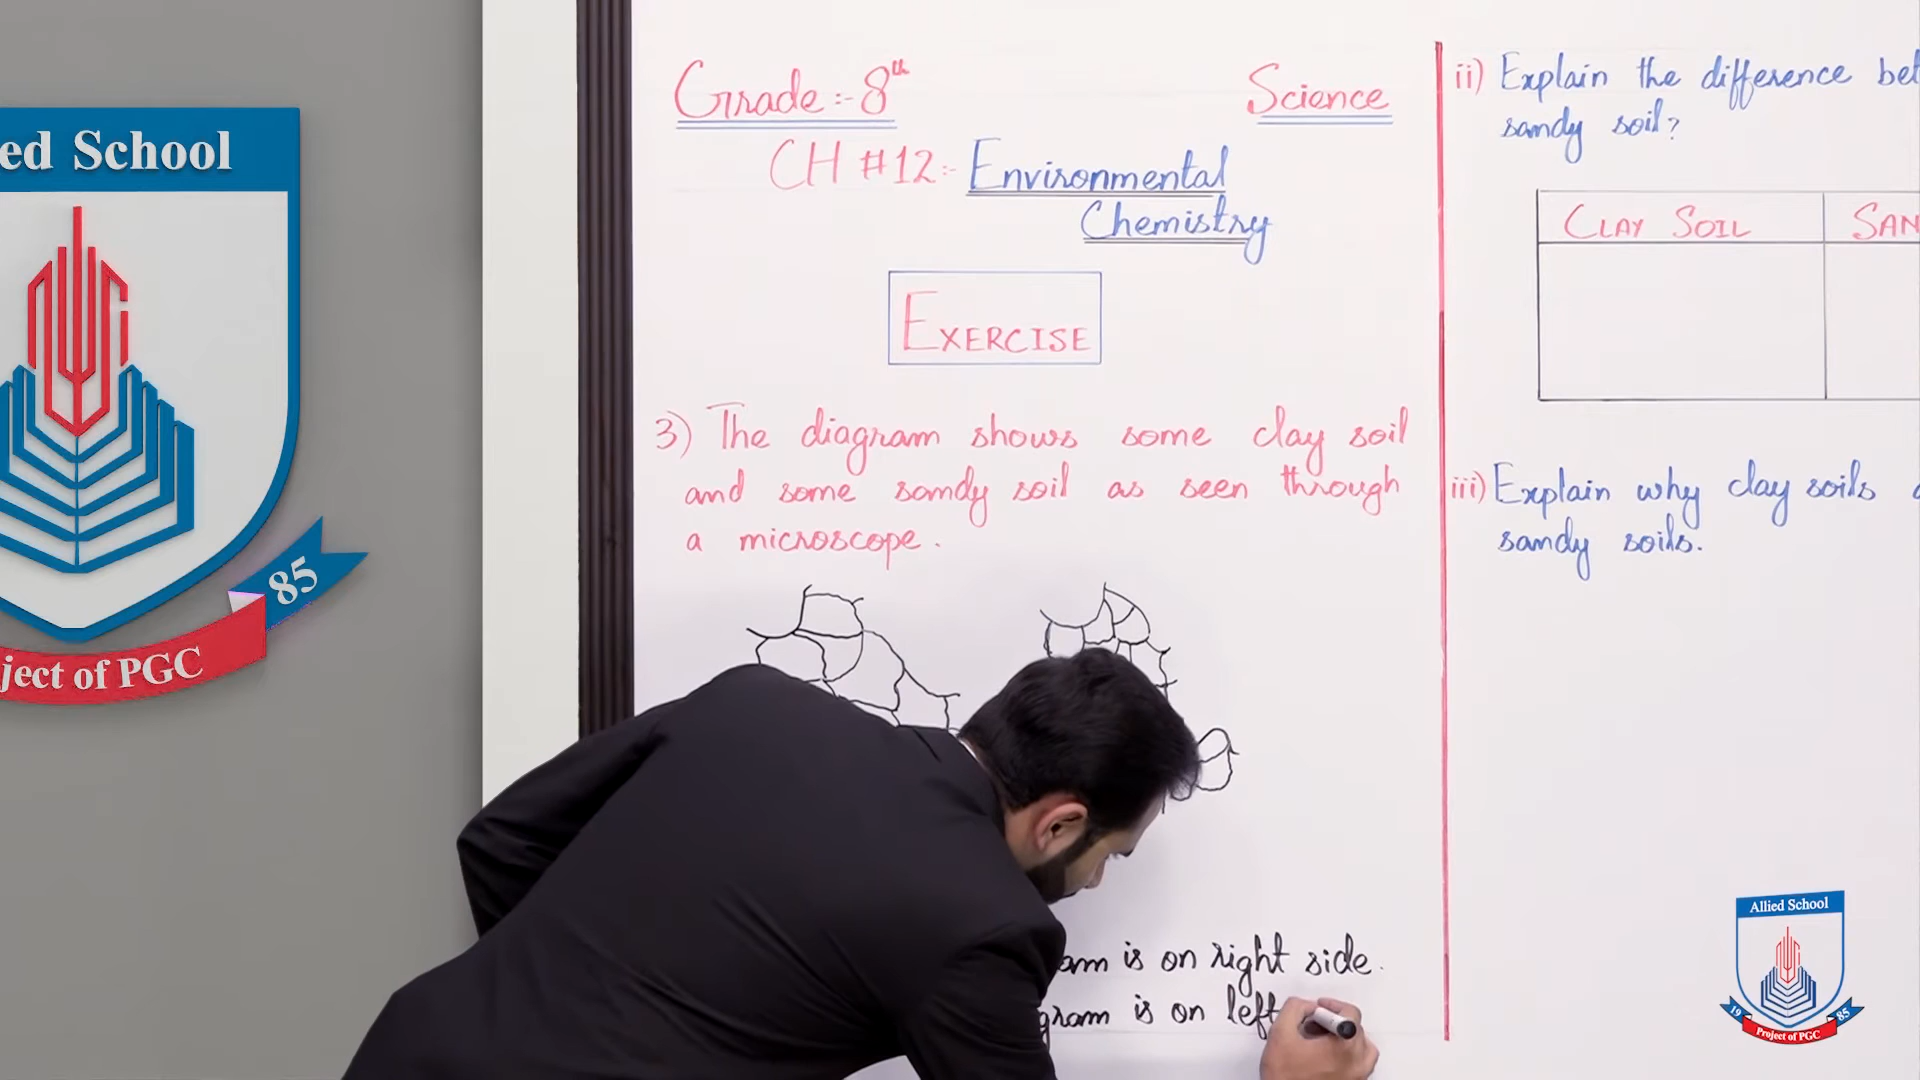 ed School
85
ject of PGC
Grade:- 8th
Science
CH #12:- Environmental
Chemistry
EXERCISE
3) The diagram shows some clay soil
and some sandy soil as seen through
a microscope.
am is on right side.
gram is on left
ii) Explain the difference bet
sandy soil?
CLAY SOIL
SAN
iii) Explain why clay soils
sandy soils.
Allied School
19
85
Project of PGC